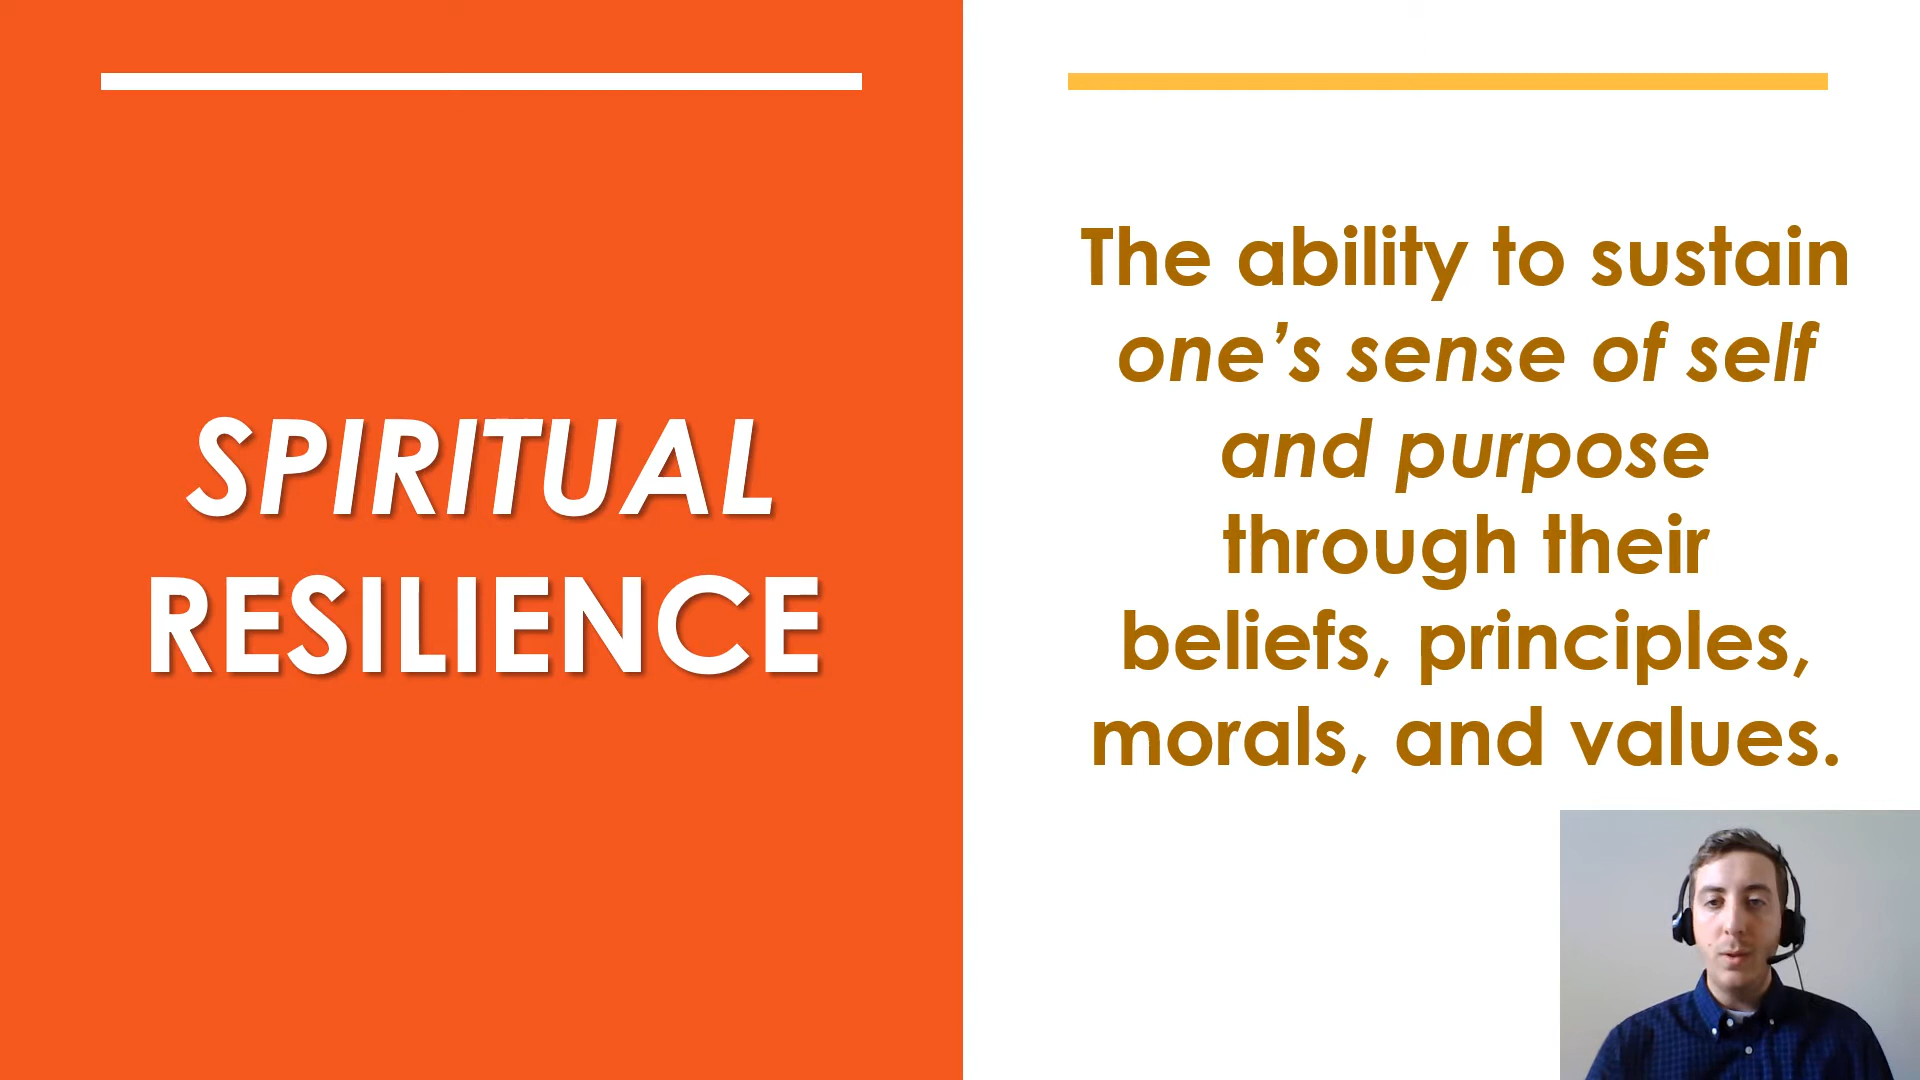 SPIRITUAL
RESILIENCE
The ability to sustain
one’s sense of self
and purpose
through their
beliefs, principles,
morals, and values.